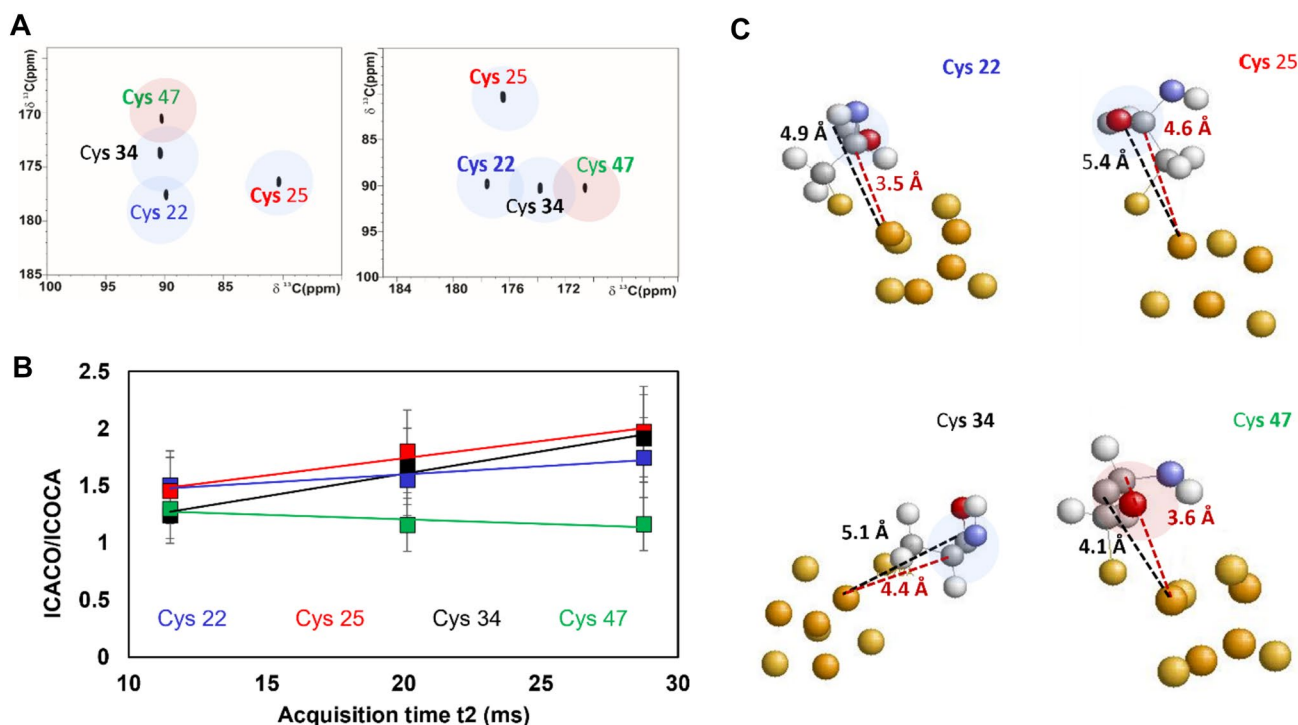 A
δ ¹³C(ppm)
170
175
180
185
100
95
90
85
δ ¹³C(ppm)
Cys 47
Cys 34
Cys 22
Cys 25
80
85
90
95
100
184
180
176
172
δ ¹³C(ppm)
δ ¹³C(ppm)
Cys 25
Cys 22
Cys 47
Cys 34
B
ICACO/ICOCA
2.5
2
1.5
1
0.5
0
Cys 22 Cys 25 Cys 34 Cys 47
10 15 20 25 30
Acquisition time t2 (ms)
C
Cys 22
4.9 Å
3.5 Å
Cys 25
4.6 Å
5.4 Å
Cys 34
5.1 Å
4.4 Å
Cys 47
3.6 Å
4.1 Å